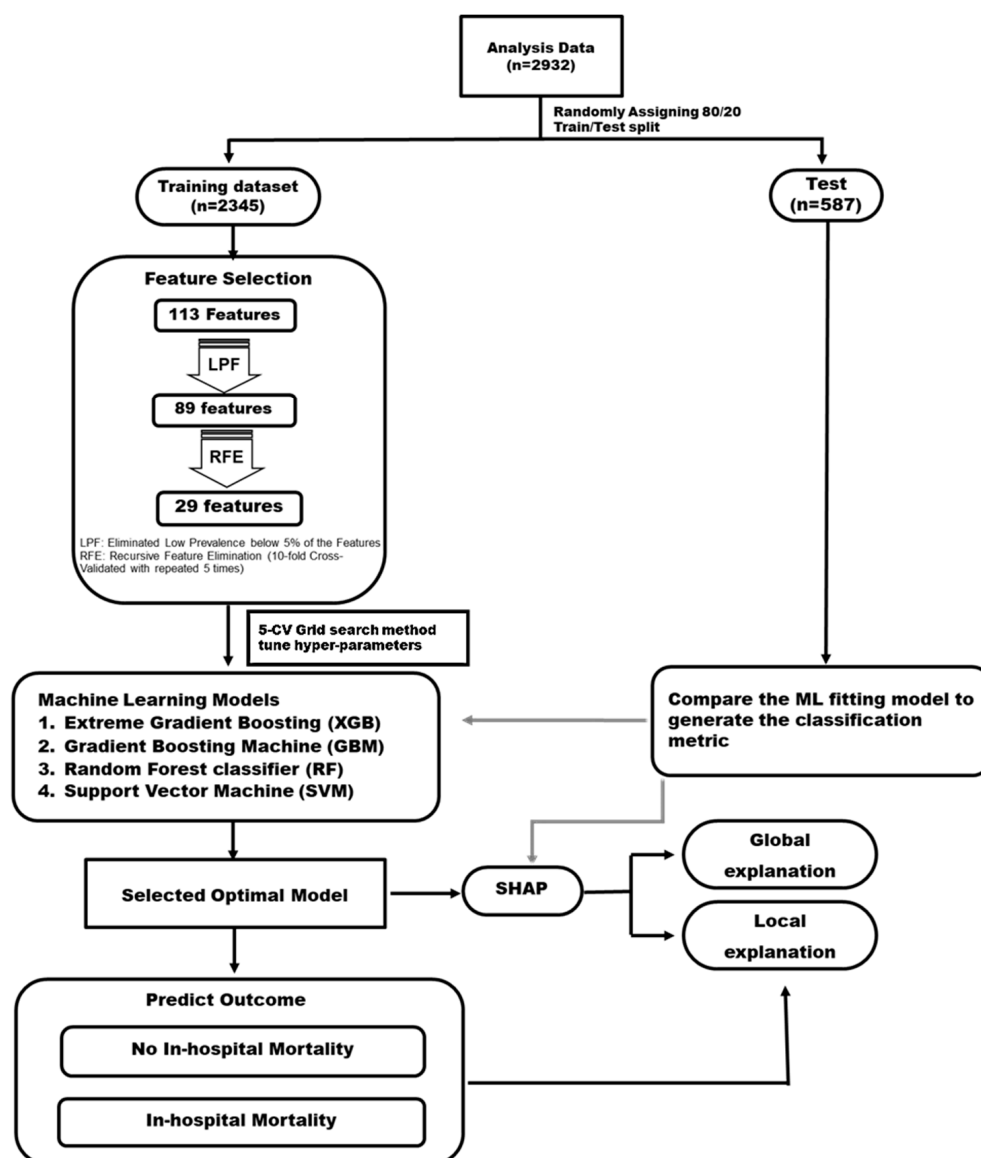 Analysis Data
(n=2932)
Randomly Assigning 80/20
Train/Test split
Training dataset
(n=2345)
Test
(n=587)
Feature Selection
113 Features
LPF
89 features
RFE
29 features
LPF: Eliminated Low Prevalence below 5% of the Features
RFE: Recursive Feature Elimination (10-fold Cross-
Validated with repeated 5 times)
5-CV Grid search method
tune hyper-parameters
Machine Learning Models
1. Extreme Gradient Boosting (XGB)
2. Gradient Boosting Machine (GBM)
3. Random Forest classifier (RF)
4. Support Vector Machine (SVM)
Compare the ML fitting model to
generate the classification
metric
Selected Optimal Model
SHAP
Global
explanation
Local
explanation
Predict Outcome
No In-hospital Mortality
In-hospital Mortality